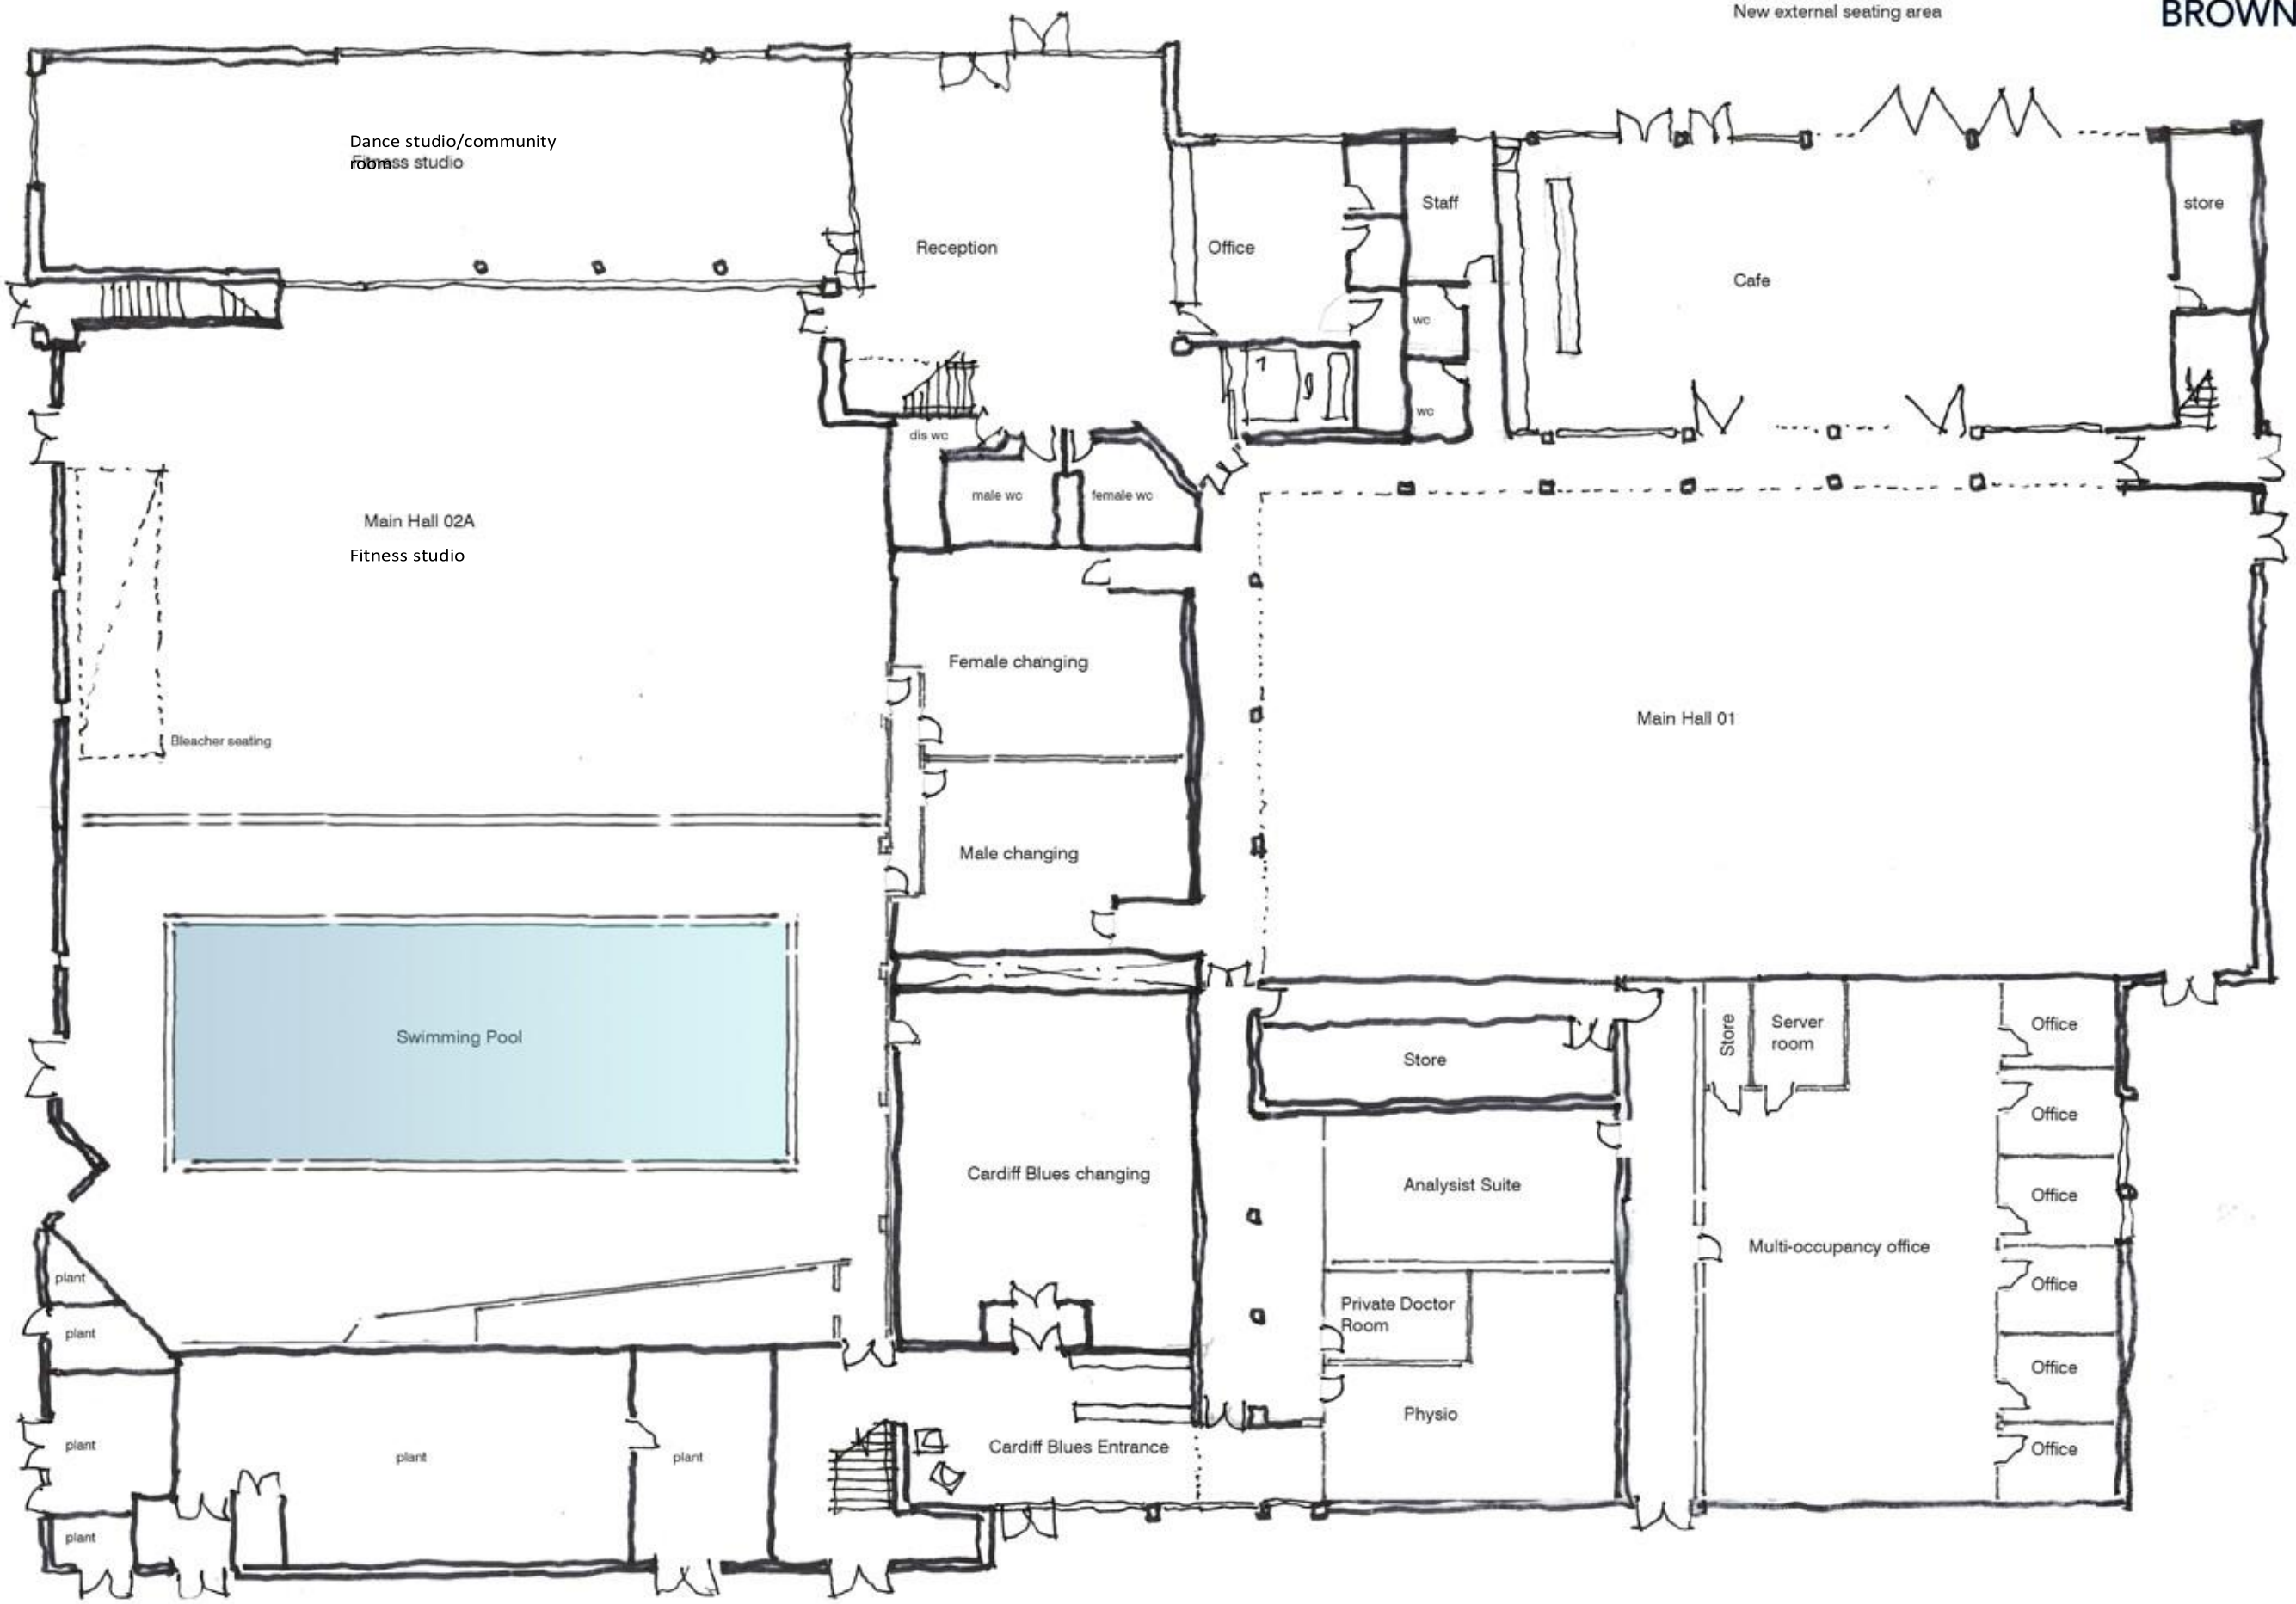 New external seating area
BROWN
Dance studio/community
room
Fitness studio
Reception
Office
Staff
wc
wc
Cafe
store
dis wc
male wc
female wc
Main Hall 02A
Fitness studio
Bleacher seating
Female changing
Male changing
Main Hall 01
Swimming Pool
Cardiff Blues changing
Store
Analysist Suite
Private Doctor
Room
Physio
Cardiff Blues Entrance
Store
Server
room
Multi-occupancy office
Office
Office
Office
Office
Office
Office
plant
plant
plant
plant
plant
plant